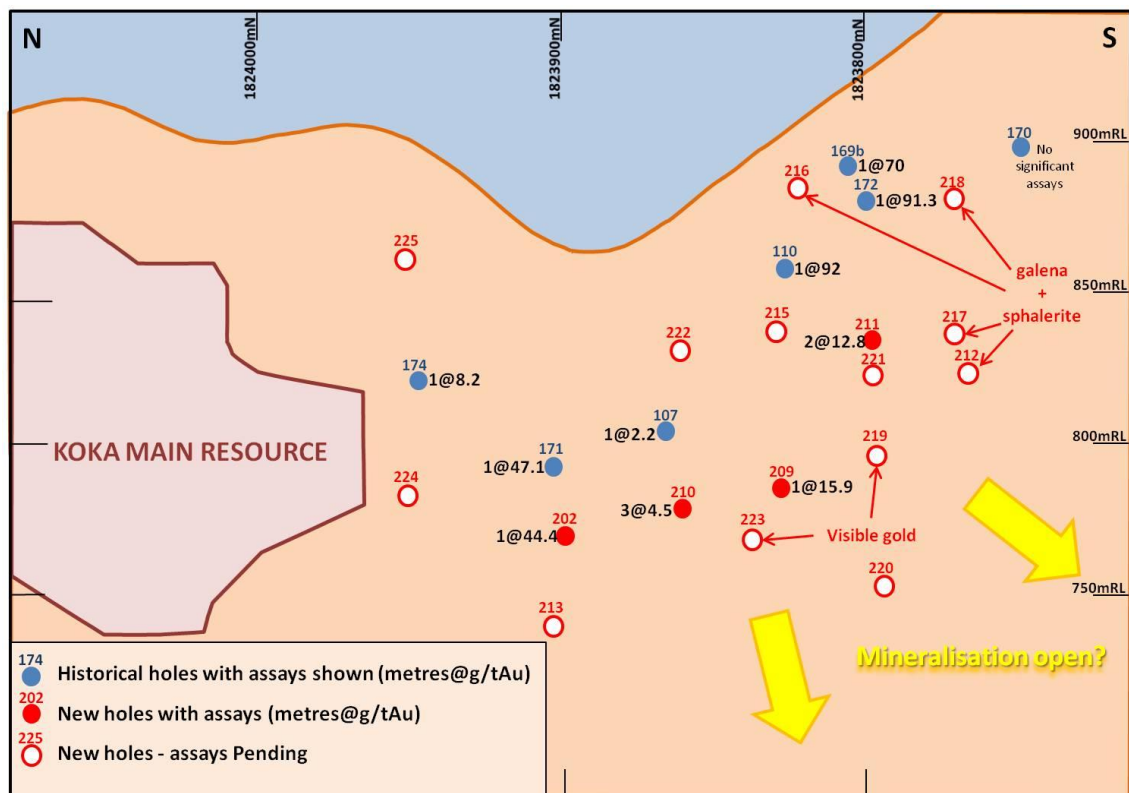 N
1824000mN
1823900mN
1823800mN
S
900mRL
170
No
significant
assays
169b
1@70
216
172
1@91.3
218
225
110
1@92
galena
+
sphalerite
850mRL
215
211
2@12.8
217
222
221
212
174
1@8.2
107
1@2.2
800mRL
KOKA MAIN RESOURCE
171
1@47.1
219
224
209
1@15.9
210
3@4.5
202
1@44.4
223
Visible gold
220
750mRL
213
Mineralisation open?
174
Historical holes with assays shown (metres@g/tAu)
202
New holes with assays (metres@g/tAu)
225
New holes - assays Pending